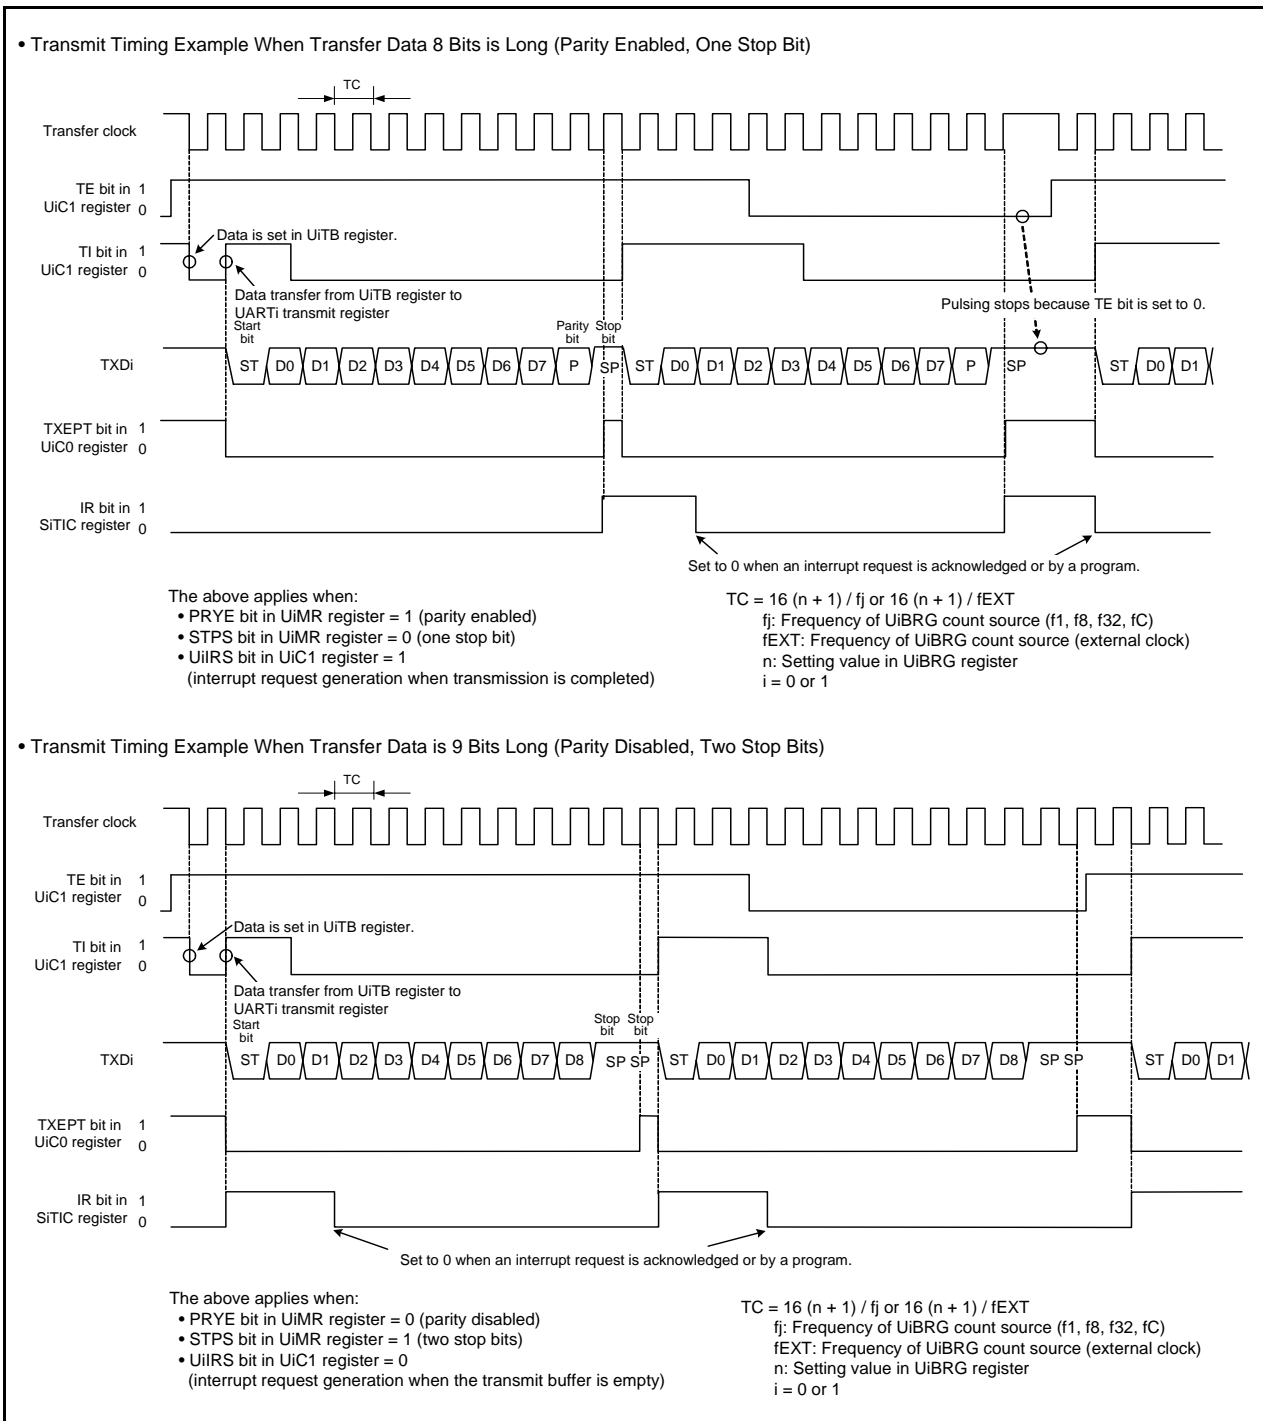 • Transmit Timing Example When Transfer Data 8 Bits is Long (Parity Enabled, One Stop Bit)
TC
Transfer clock
TE bit in 1
UiC1 register 0
Data is set in UiTB register.
TI bit in 1
UiC1 register 0
Data transfer from UiTB register to
UARTi transmit register
Pulsing stops because TE bit is set to 0.
Start bit
Parity bit
Stop bit
TXDi ST D0 D1 D2 D3 D4 D5 D6 D7 P SP ST D0 D1 D2 D3 D4 D5 D6 D7 P SP ST D0 D1
TXEPT bit in 1
UiC0 register 0
IR bit in 1
SiTIC register 0
Set to 0 when an interrupt request is acknowledged or by a program.
The above applies when:
• PRYE bit in UiMR register = 1 (parity enabled)
• STPS bit in UiMR register = 0 (one stop bit)
• UiIRS bit in UiC1 register = 1
(interrupt request generation when transmission is completed)
TC = 16 (n + 1) / fj or 16 (n + 1) / fEXT
fj: Frequency of UiBRG count source (f1, f8, f32, fC)
fEXT: Frequency of UiBRG count source (external clock)
n: Setting value in UiBRG register
i = 0 or 1
• Transmit Timing Example When Transfer Data is 9 Bits Long (Parity Disabled, Two Stop Bits)
TC
Transfer clock
TE bit in 1
UiC1 register 0
Data is set in UiTB register.
TI bit in 1
UiC1 register 0
Data transfer from UiTB register to
UARTi transmit register
Start bit
Stop bit
Stop bit
TXDi ST D0 D1 D2 D3 D4 D5 D6 D7 D8 SP SP ST D0 D1 D2 D3 D4 D5 D6 D7 D8 SP SP ST D0 D1
TXEPT bit in 1
UiC0 register 0
IR bit in 1
SiTIC register 0
Set to 0 when an interrupt request is acknowledged or by a program.
The above applies when:
• PRYE bit in UiMR register = 0 (parity disabled)
• STPS bit in UiMR register = 1 (two stop bits)
• UiIRS bit in UiC1 register = 0
(interrupt request generation when the transmit buffer is empty)
TC = 16 (n + 1) / fj or 16 (n + 1) / fEXT
fj: Frequency of UiBRG count source (f1, f8, f32, fC)
fEXT: Frequency of UiBRG count source (external clock)
n: Setting value in UiBRG register
i = 0 or 1